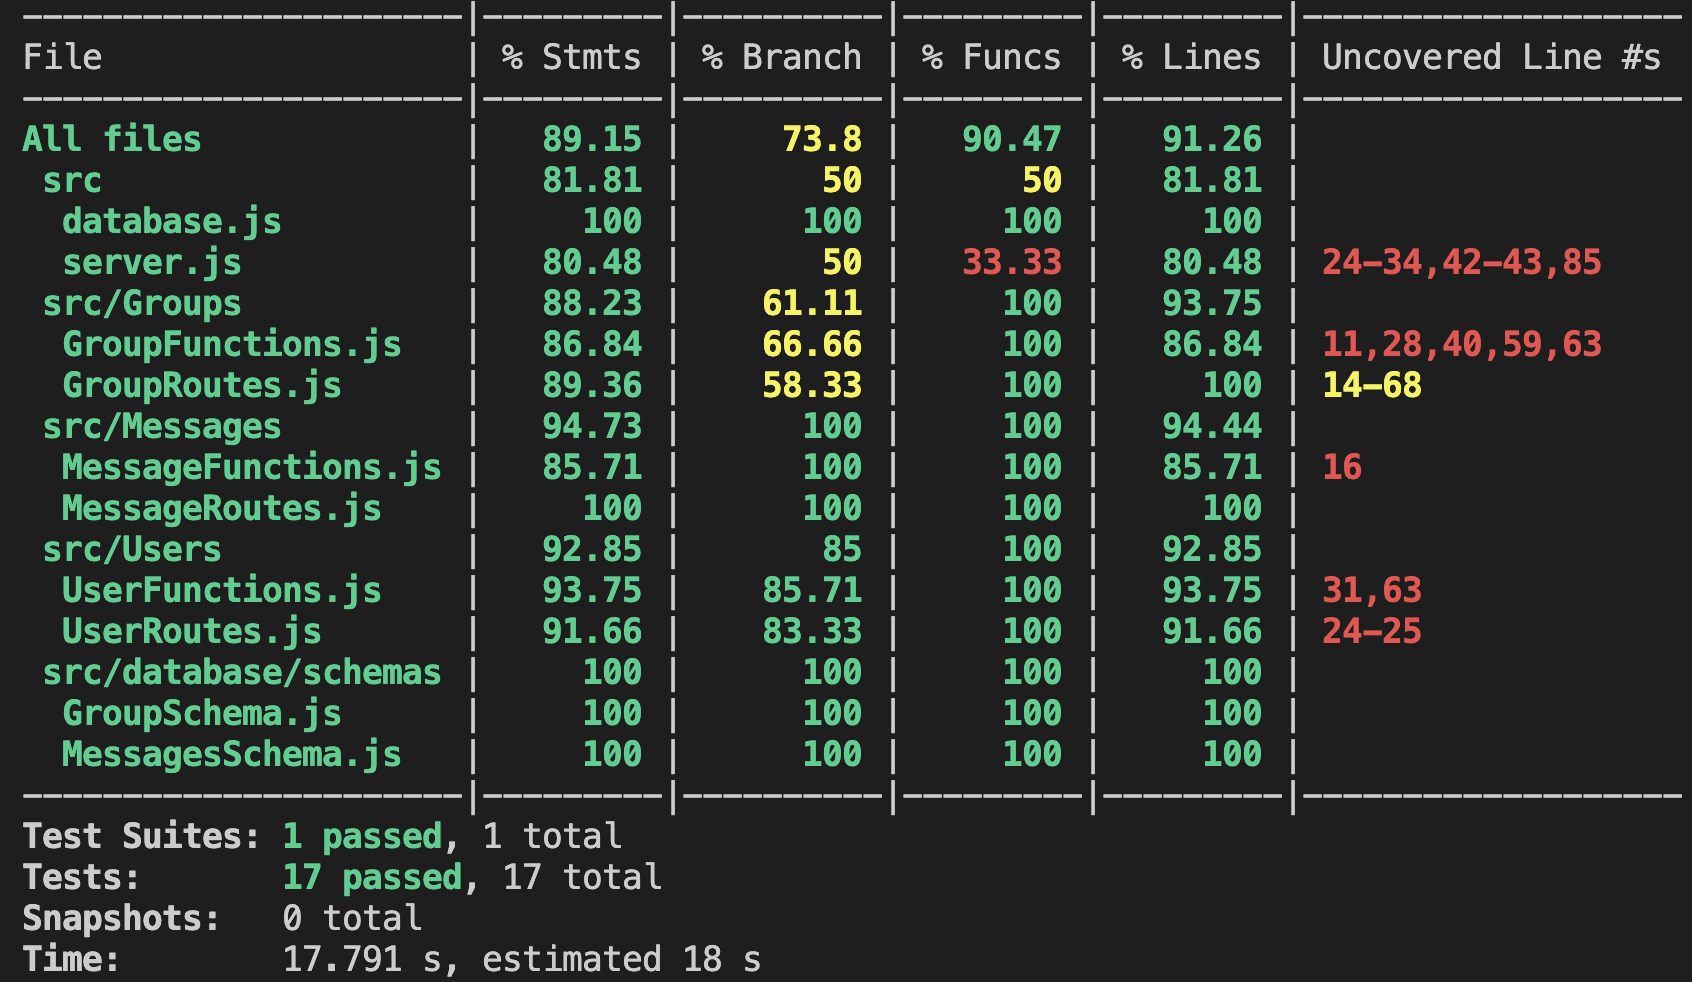 File | % Stmts | % Branch | % Funcs | % Lines | Uncovered Line #s
All files | 89.15 | 73.8 | 90.47 | 91.26 |
src | 81.81 | 50 | 50 | 81.81 |
database.js | 100 | 100 | 100 | 100 |
server.js | 80.48 | 50 | 33.33 | 80.48 | 24-34,42-43,85
src/Groups | 88.23 | 61.11 | 100 | 93.75 |
GroupFunctions.js | 86.84 | 66.66 | 100 | 86.84 | 11,28,40,59,63
GroupRoutes.js | 89.36 | 58.33 | 100 | 100 | 14-68
src/Messages | 94.73 | 100 | 100 | 94.44 |
MessageFunctions.js | 85.71 | 100 | 100 | 85.71 | 16
MessageRoutes.js | 100 | 100 | 100 | 100 |
src/Users | 92.85 | 85 | 100 | 92.85 |
UserFunctions.js | 93.75 | 85.71 | 100 | 93.75 | 31,63
UserRoutes.js | 91.66 | 83.33 | 100 | 91.66 | 24-25
src/database/schemas | 100 | 100 | 100 | 100 |
GroupSchema.js | 100 | 100 | 100 | 100 |
MessagesSchema.js | 100 | 100 | 100 | 100 |
Test Suites: 1 passed, 1 total
Tests: 17 passed, 17 total
Snapshots: 0 total
Time: 17.791 s, estimated 18 s